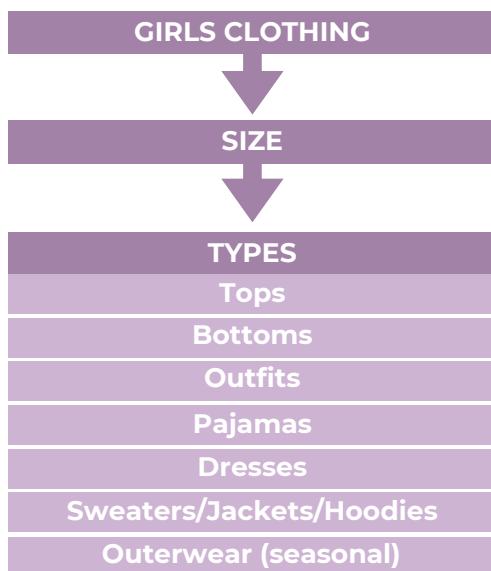 GIRLS CLOTHING
SIZE
TYPES
Tops
Bottoms
Outfits
Pajamas
Dresses
Sweaters/Jackets/Hoodies
Outerwear (seasonal)